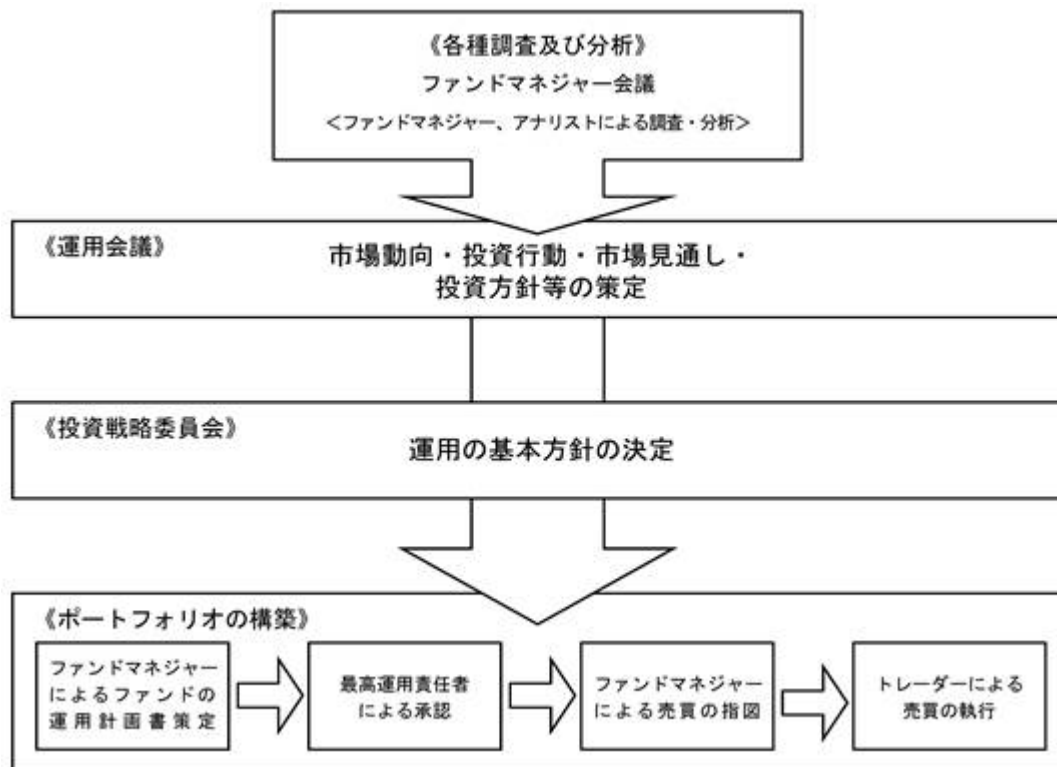 《各種調査及び分析》
ファンドマネジャー会議
＜ファンドマネジャー、アナリストによる調査・分析＞
《運用会議》
市場動向・投資行動・市場見通し・
投資方針等の策定
《投資戦略委員会》
運用の基本方針の決定
《ポートフォリオの構築》
ファンドマネジャー
によるファンドの
運用計画書策定
最高運用責任者
による承認
ファンドマネジャー
による売買の指図
トレーダーによる
売買の執行